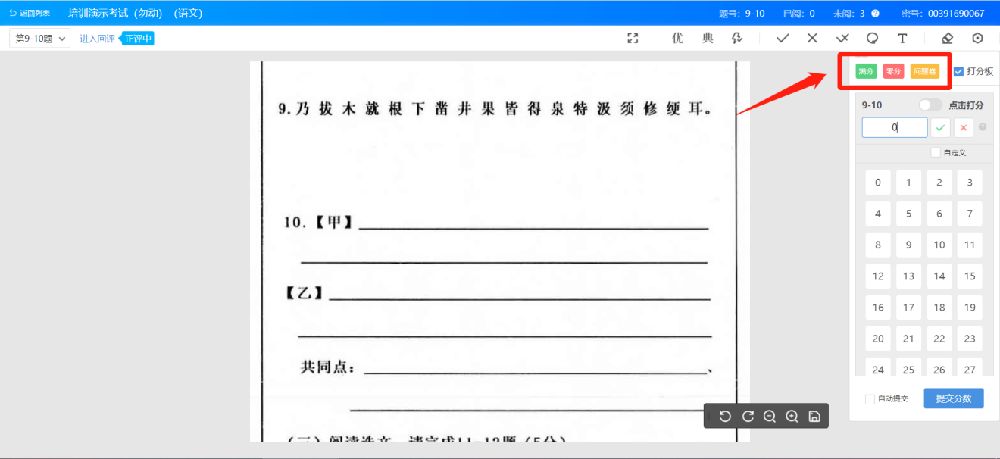 返回列表 培训演示考试（勿动）（语文） 题号：9-10 已阅：0 未阅：3 密号：00391690067
第9-10题 进入回评 正评中 优 典 T
满分 零分 问题卷 打分板
9-10 点击打分
0
自定义
0 1 2 3
4 5 6 7
8 9 10 11
12 13 14 15
16 17 18 19
20 21 22 23
24 25 26 27
自动提交 提交分数
9.乃拔木就根下凿井果皆得泉特汲须修绠耳。
10.【甲】
【乙】
共同点： 、
（三）阅读选文，请完成11-13题（5分）